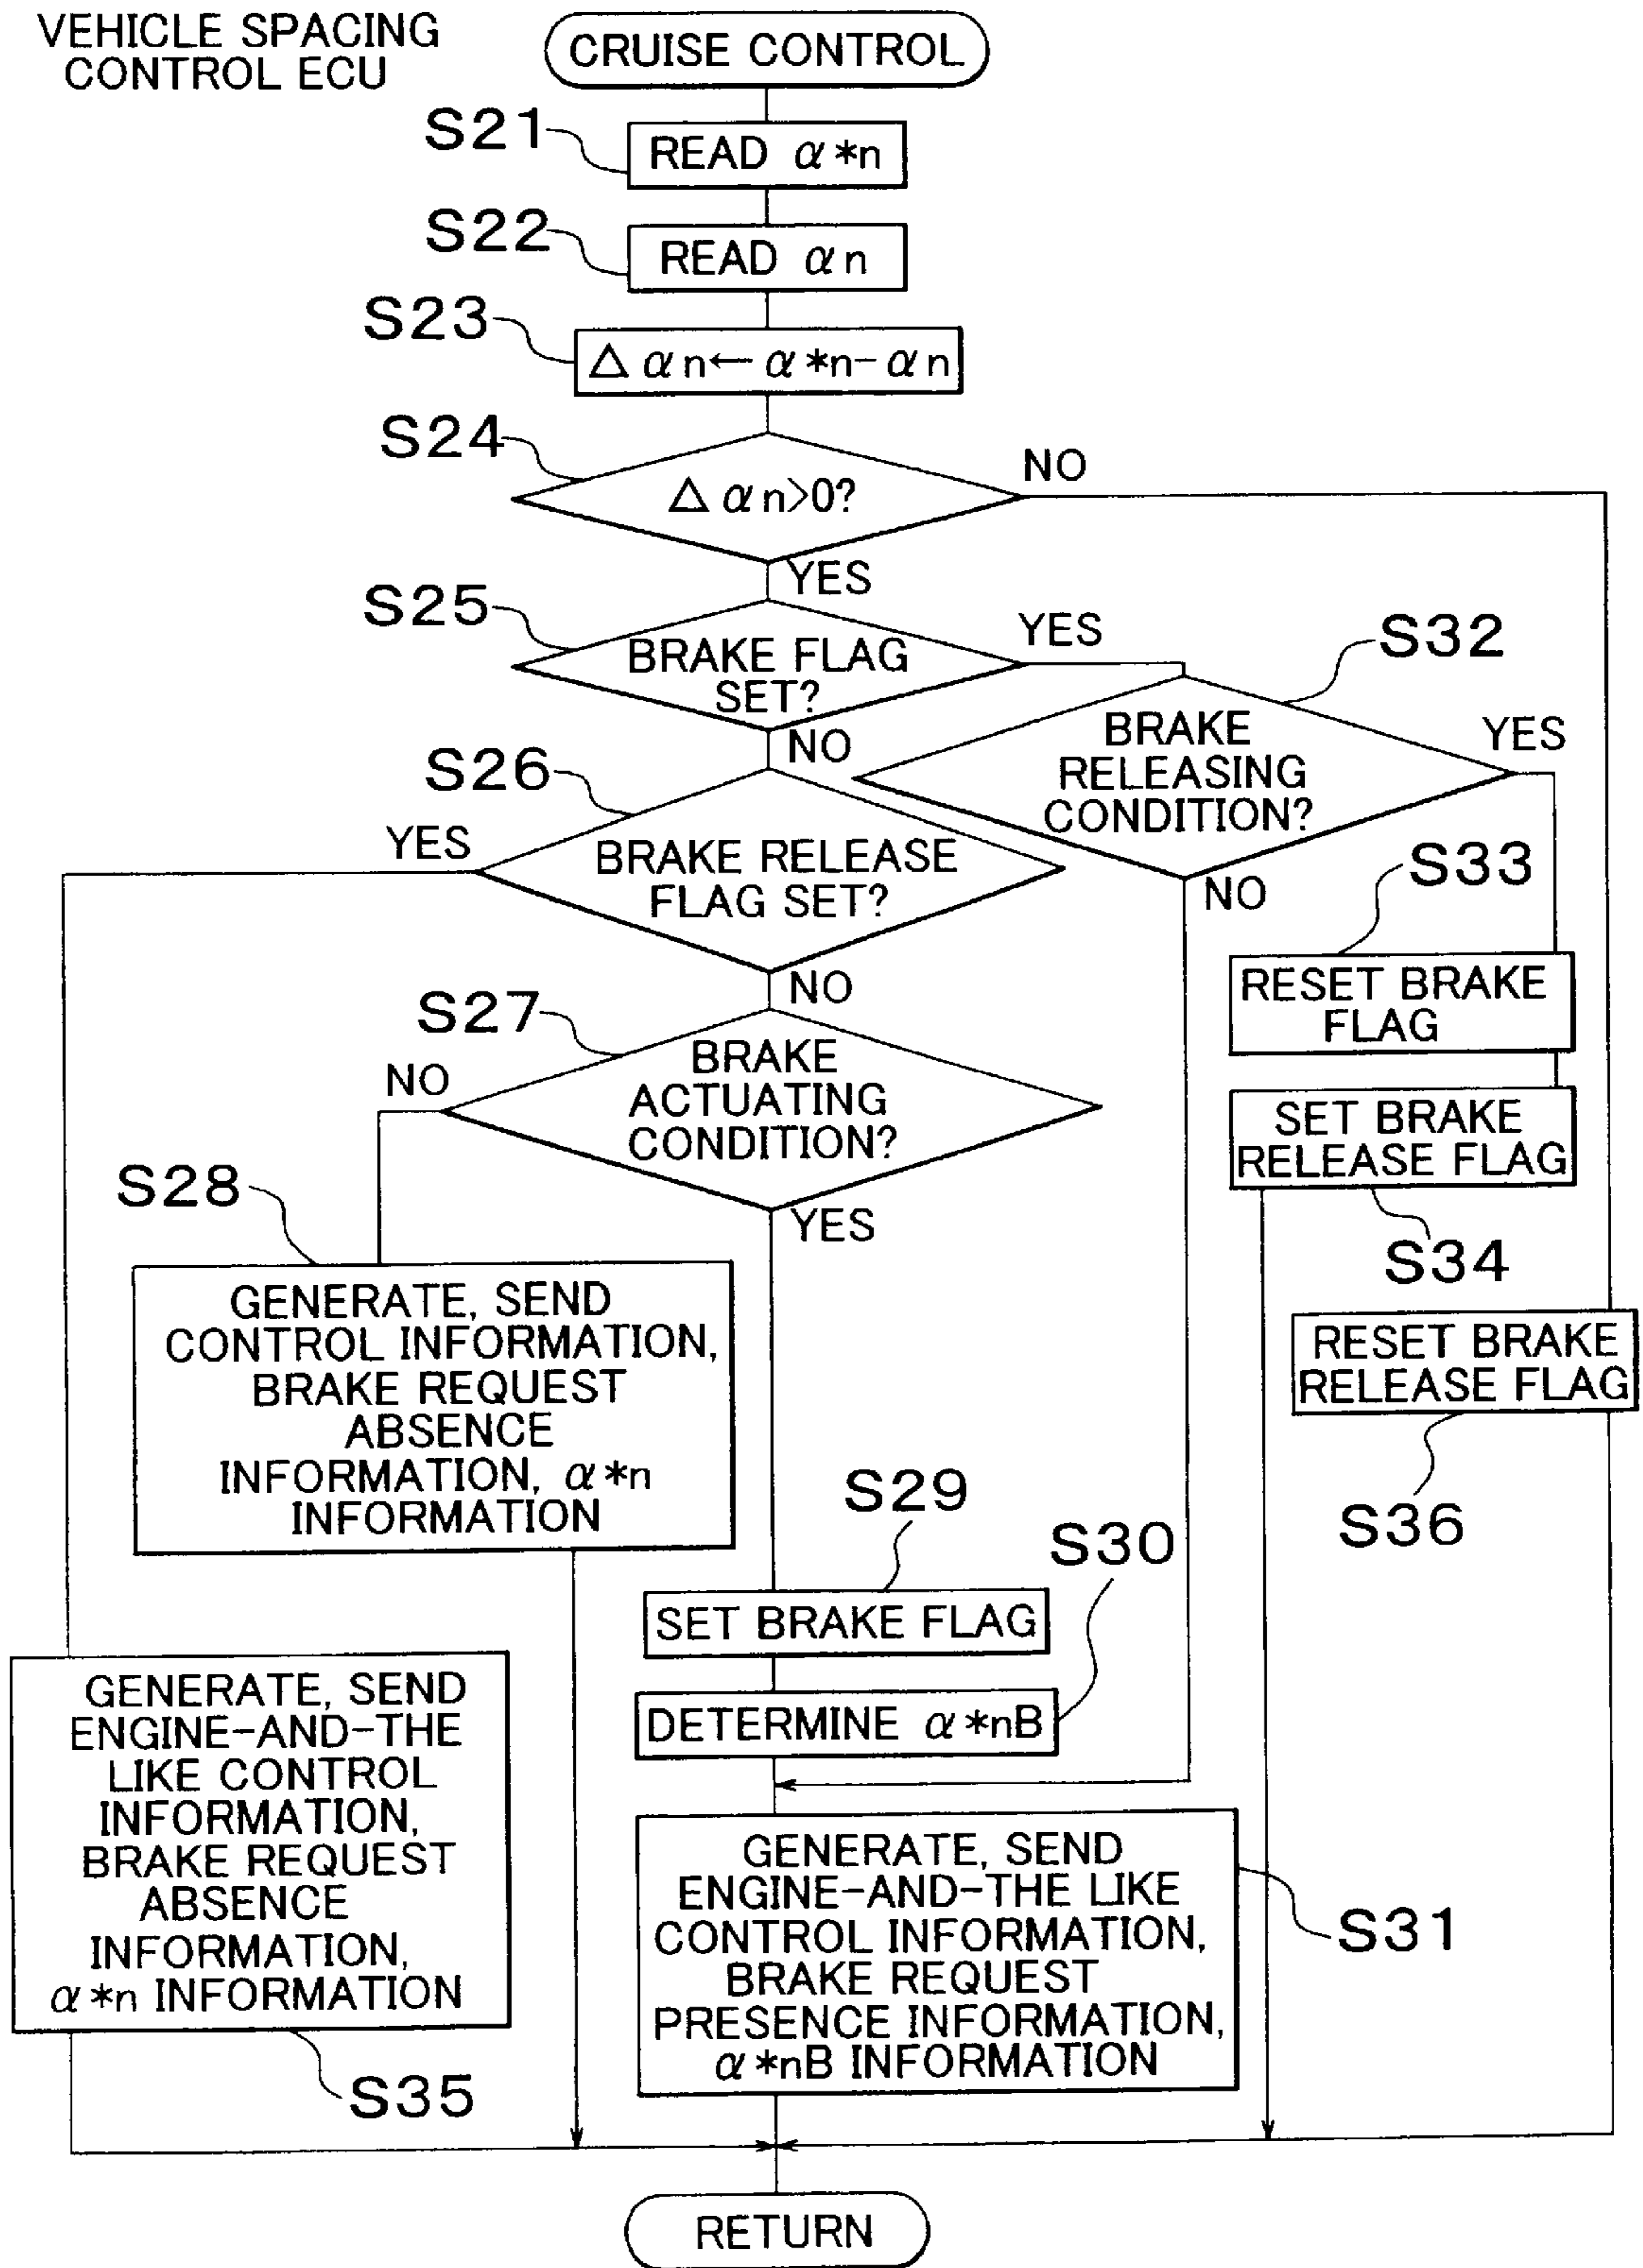 VEHICLE SPACING
CONTROL ECU
CRUISE CONTROL
S21
READ α*n
S22
READ αn
S23
△αn←α*n-αn
S24
△αn>0?
NO
YES
S25
BRAKE FLAG
SET?
YES
NO
S32
BRAKE
RELEASING
CONDITION?
YES
NO
S26
BRAKE RELEASE
FLAG SET?
YES
NO
S33
RESET BRAKE
FLAG
S27
BRAKE
ACTUATING
CONDITION?
NO
YES
SET BRAKE
RELEASE FLAG
S34
S28
GENERATE, SEND
CONTROL INFORMATION,
BRAKE REQUEST
ABSENCE
INFORMATION, α*n
INFORMATION
RESET BRAKE
RELEASE FLAG
S36
S29
SET BRAKE FLAG
S30
DETERMINE α*nB
GENERATE, SEND
ENGINE-AND-THE
LIKE CONTROL
INFORMATION,
BRAKE REQUEST
ABSENCE
INFORMATION,
α*n INFORMATION
S35
GENERATE, SEND
ENGINE-AND-THE LIKE
CONTROL INFORMATION,
BRAKE REQUEST
PRESENCE INFORMATION,
α*nB INFORMATION
S31
RETURN